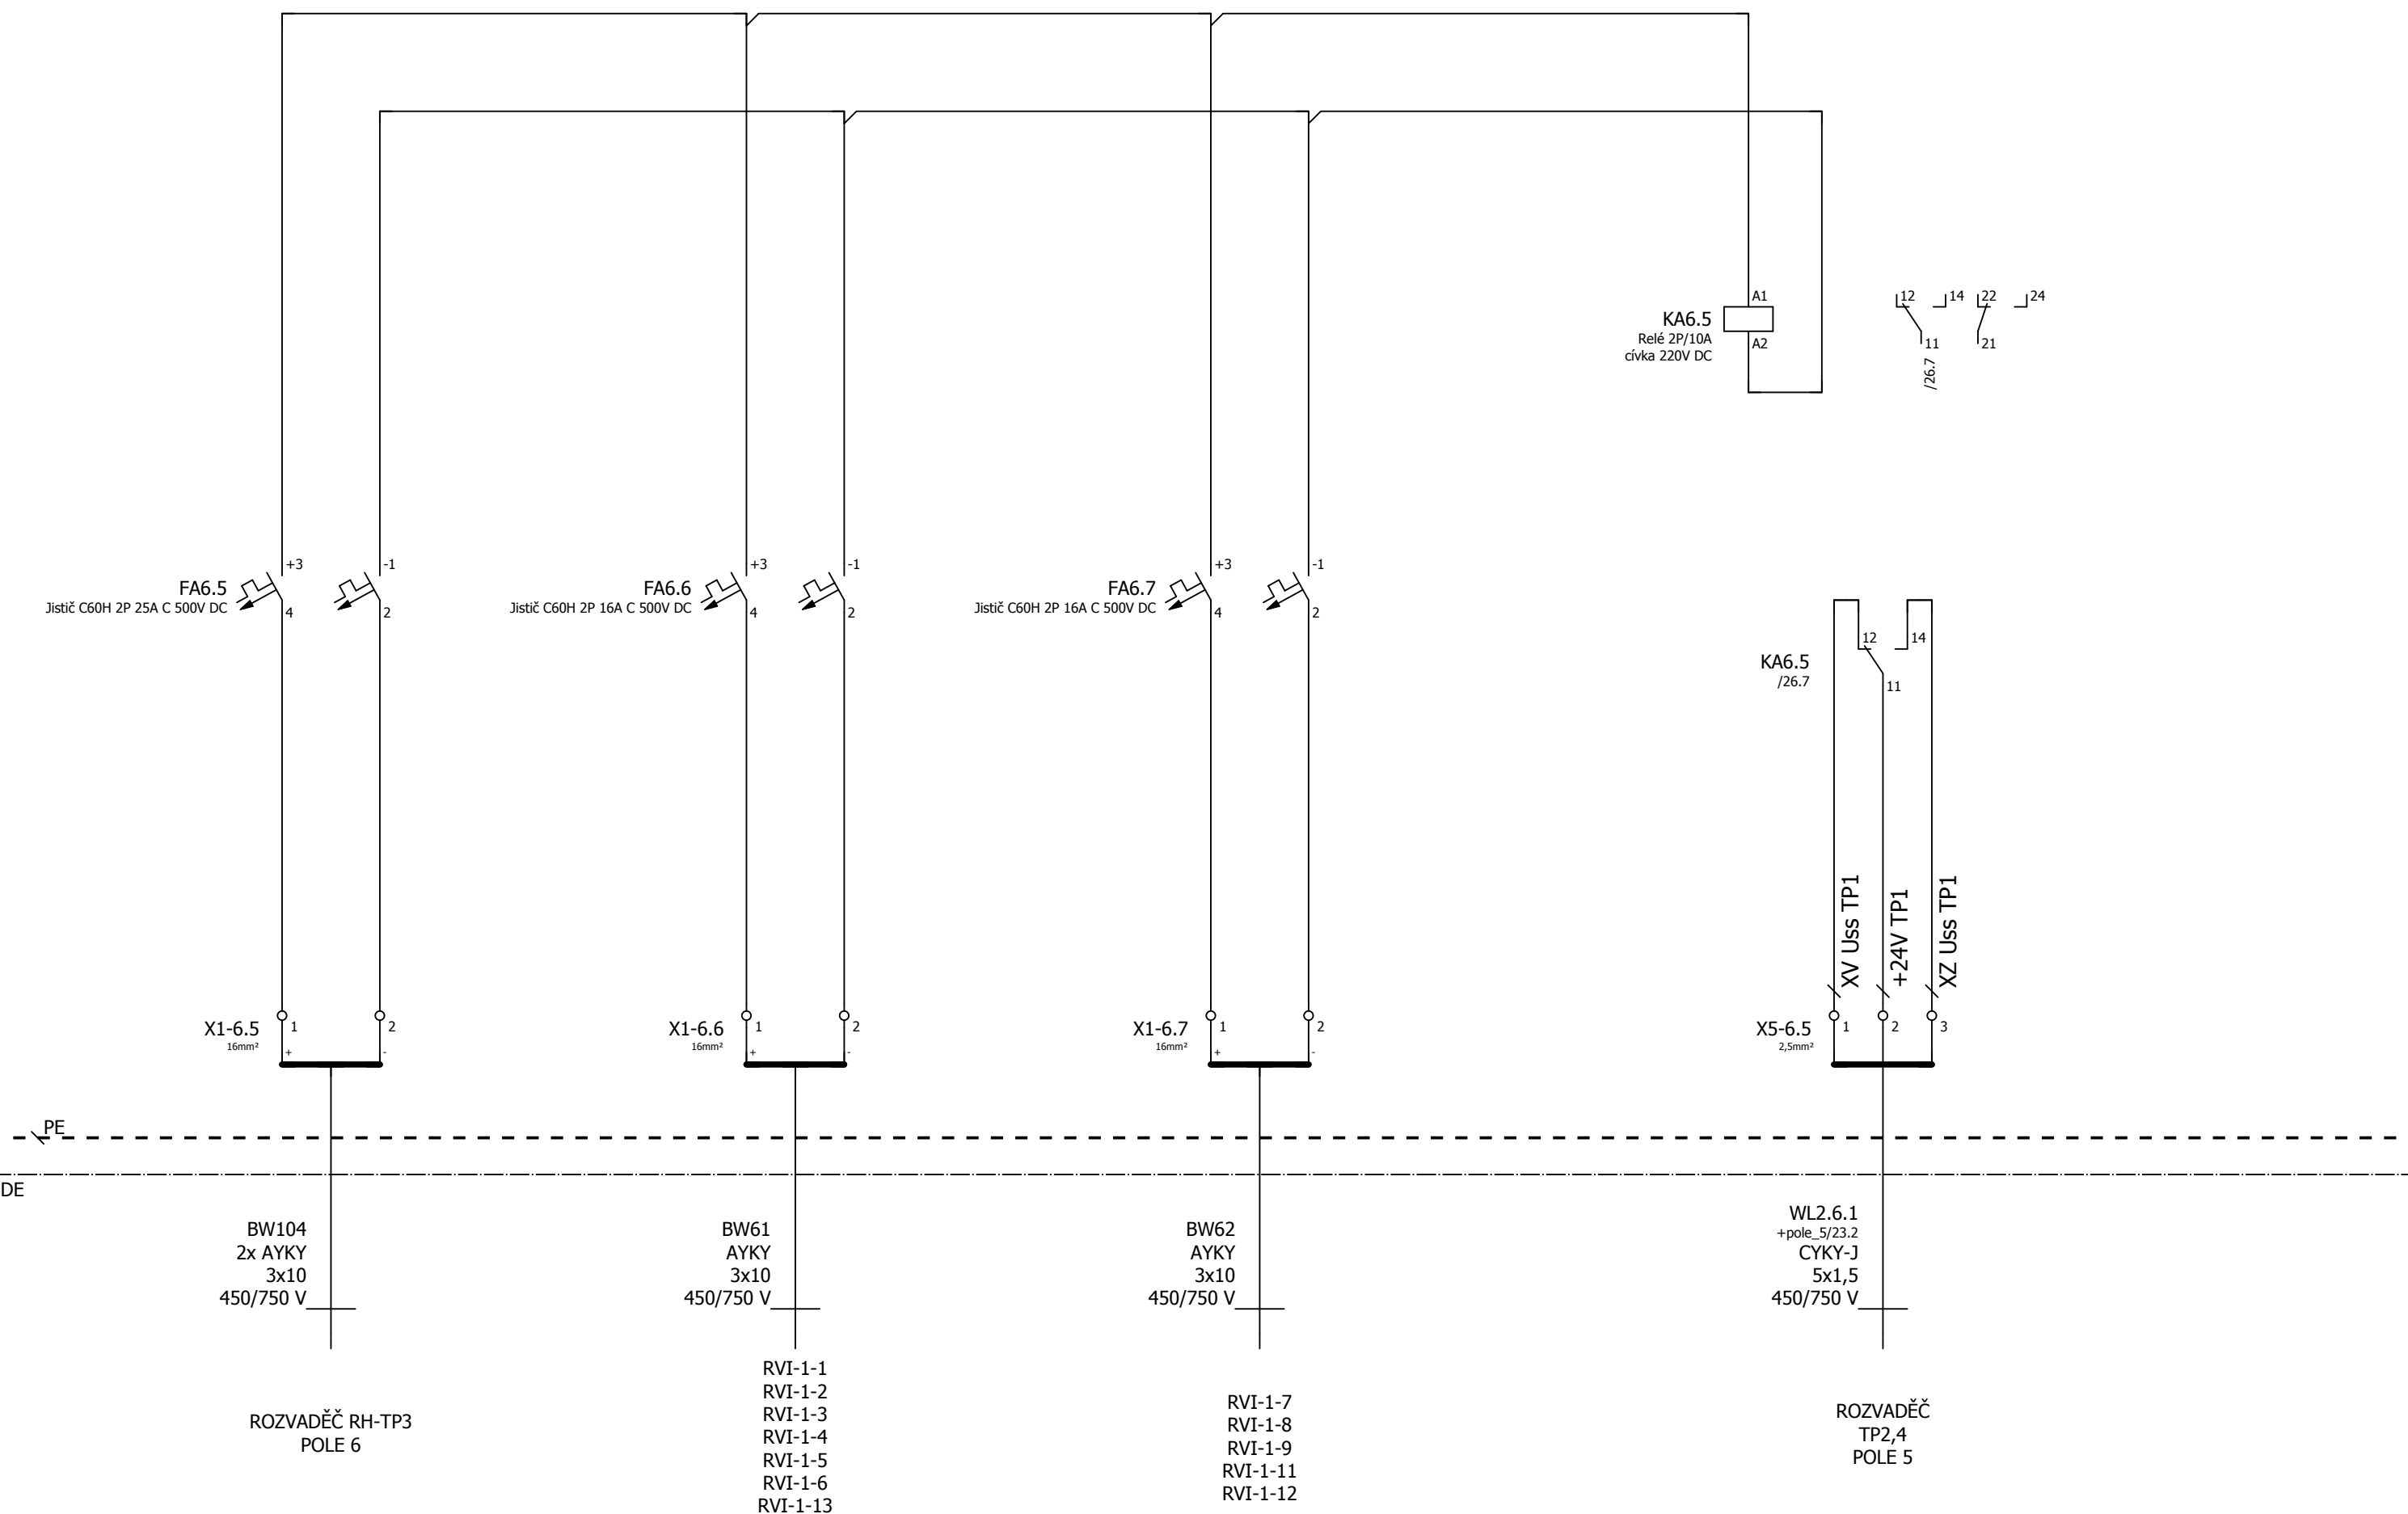 A1
KA6.5
Relé 2P/10A
cívka 220V DC
A2
12
14
22
24
11
21
/26.7
+3
-1
FA6.5
Jistič C60H 2P 25A C 500V DC
4
2
+3
-1
FA6.6
Jistič C60H 2P 16A C 500V DC
4
2
+3
-1
FA6.7
Jistič C60H 2P 16A C 500V DC
4
2
12
14
KA6.5
/26.7
11
XV Uss TP1
+24V TP1
XZ Uss TP1
X1-6.5
16mm²
1
2
+
-
X1-6.6
16mm²
1
2
+
-
X1-6.7
16mm²
1
2
+
-
X5-6.5
2,5mm²
1
2
3
PE
DE
BW104
2x AYKY
3x10
450/750 V
BW61
AYKY
3x10
450/750 V
BW62
AYKY
3x10
450/750 V
WL2.6.1
+pole_5/23.2
CYKY-J
5x1,5
450/750 V
ROZVADĚČ RH-TP3
POLE 6
RVI-1-1
RVI-1-2
RVI-1-3
RVI-1-4
RVI-1-5
RVI-1-6
RVI-1-13
RVI-1-7
RVI-1-8
RVI-1-9
RVI-1-11
RVI-1-12
ROZVADĚČ
TP2,4
POLE 5